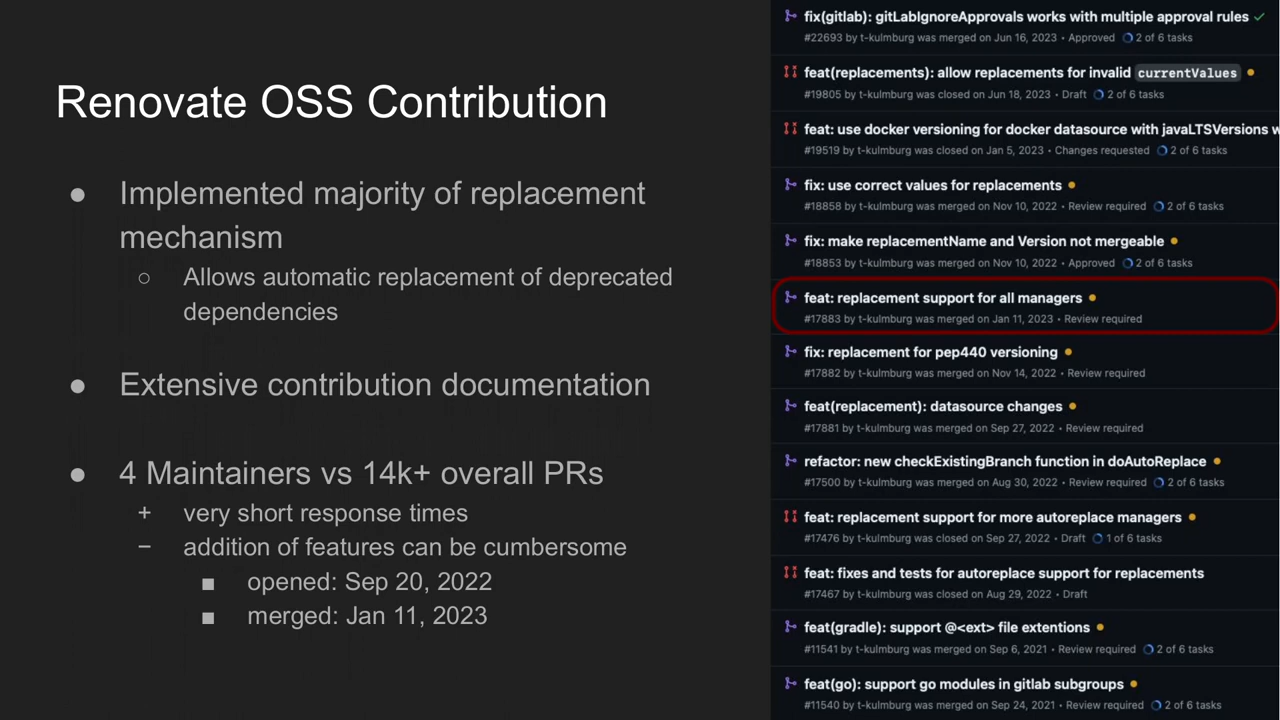 Renovate OSS Contribution
● Implemented majority of replacement
mechanism
○ Allows automatic replacement of deprecated
dependencies
● Extensive contribution documentation
● 4 Maintainers vs 14k+ overall PRs
+ very short response times
− addition of features can be cumbersome
■ opened: Sep 20, 2022
■ merged: Jan 11, 2023
fix(gitlab): gitLabIgnoreApprovals works with multiple approval rules ✓
#22693 by t-kulmburg was merged on Jun 16, 2023 • Approved 2 of 6 tasks
feat(replacements): allow replacements for invalid currentValues
#19805 by t-kulmburg was closed on Jun 18, 2023 • Draft 2 of 6 tasks
feat: use docker versioning for docker datasource with javaLTSVersions w
#19519 by t-kulmburg was closed on Jan 5, 2023 • Changes requested 2 of 6 tasks
fix: use correct values for replacements
#18858 by t-kulmburg was merged on Nov 10, 2022 • Review required 2 of 6 tasks
fix: make replacementName and Version not mergeable
#18853 by t-kulmburg was merged on Nov 10, 2022 • Approved 2 of 6 tasks
feat: replacement support for all managers
#17883 by t-kulmburg was merged on Jan 11, 2023 • Review required
fix: replacement for pep440 versioning
#17882 by t-kulmburg was merged on Nov 14, 2022 • Review required
feat(replacement): datasource changes
#17881 by t-kulmburg was merged on Sep 27, 2022 • Review required
refactor: new checkExistingBranch function in doAutoReplace
#17500 by t-kulmburg was merged on Aug 30, 2022 • Review required 2 of 6 tasks
feat: replacement support for more autoreplace managers
#17476 by t-kulmburg was closed on Sep 27, 2022 • Draft 1 of 6 tasks
feat: fixes and tests for autoreplace support for replacements
#17467 by t-kulmburg was closed on Aug 29, 2022 • Draft
feat(gradle): support @<ext> file extentions
#11541 by t-kulmburg was merged on Sep 6, 2021 • Review required 2 of 6 tasks
feat(go): support go modules in gitlab subgroups
#11540 by t-kulmburg was merged on Sep 24, 2021 • Review required 2 of 6 tasks